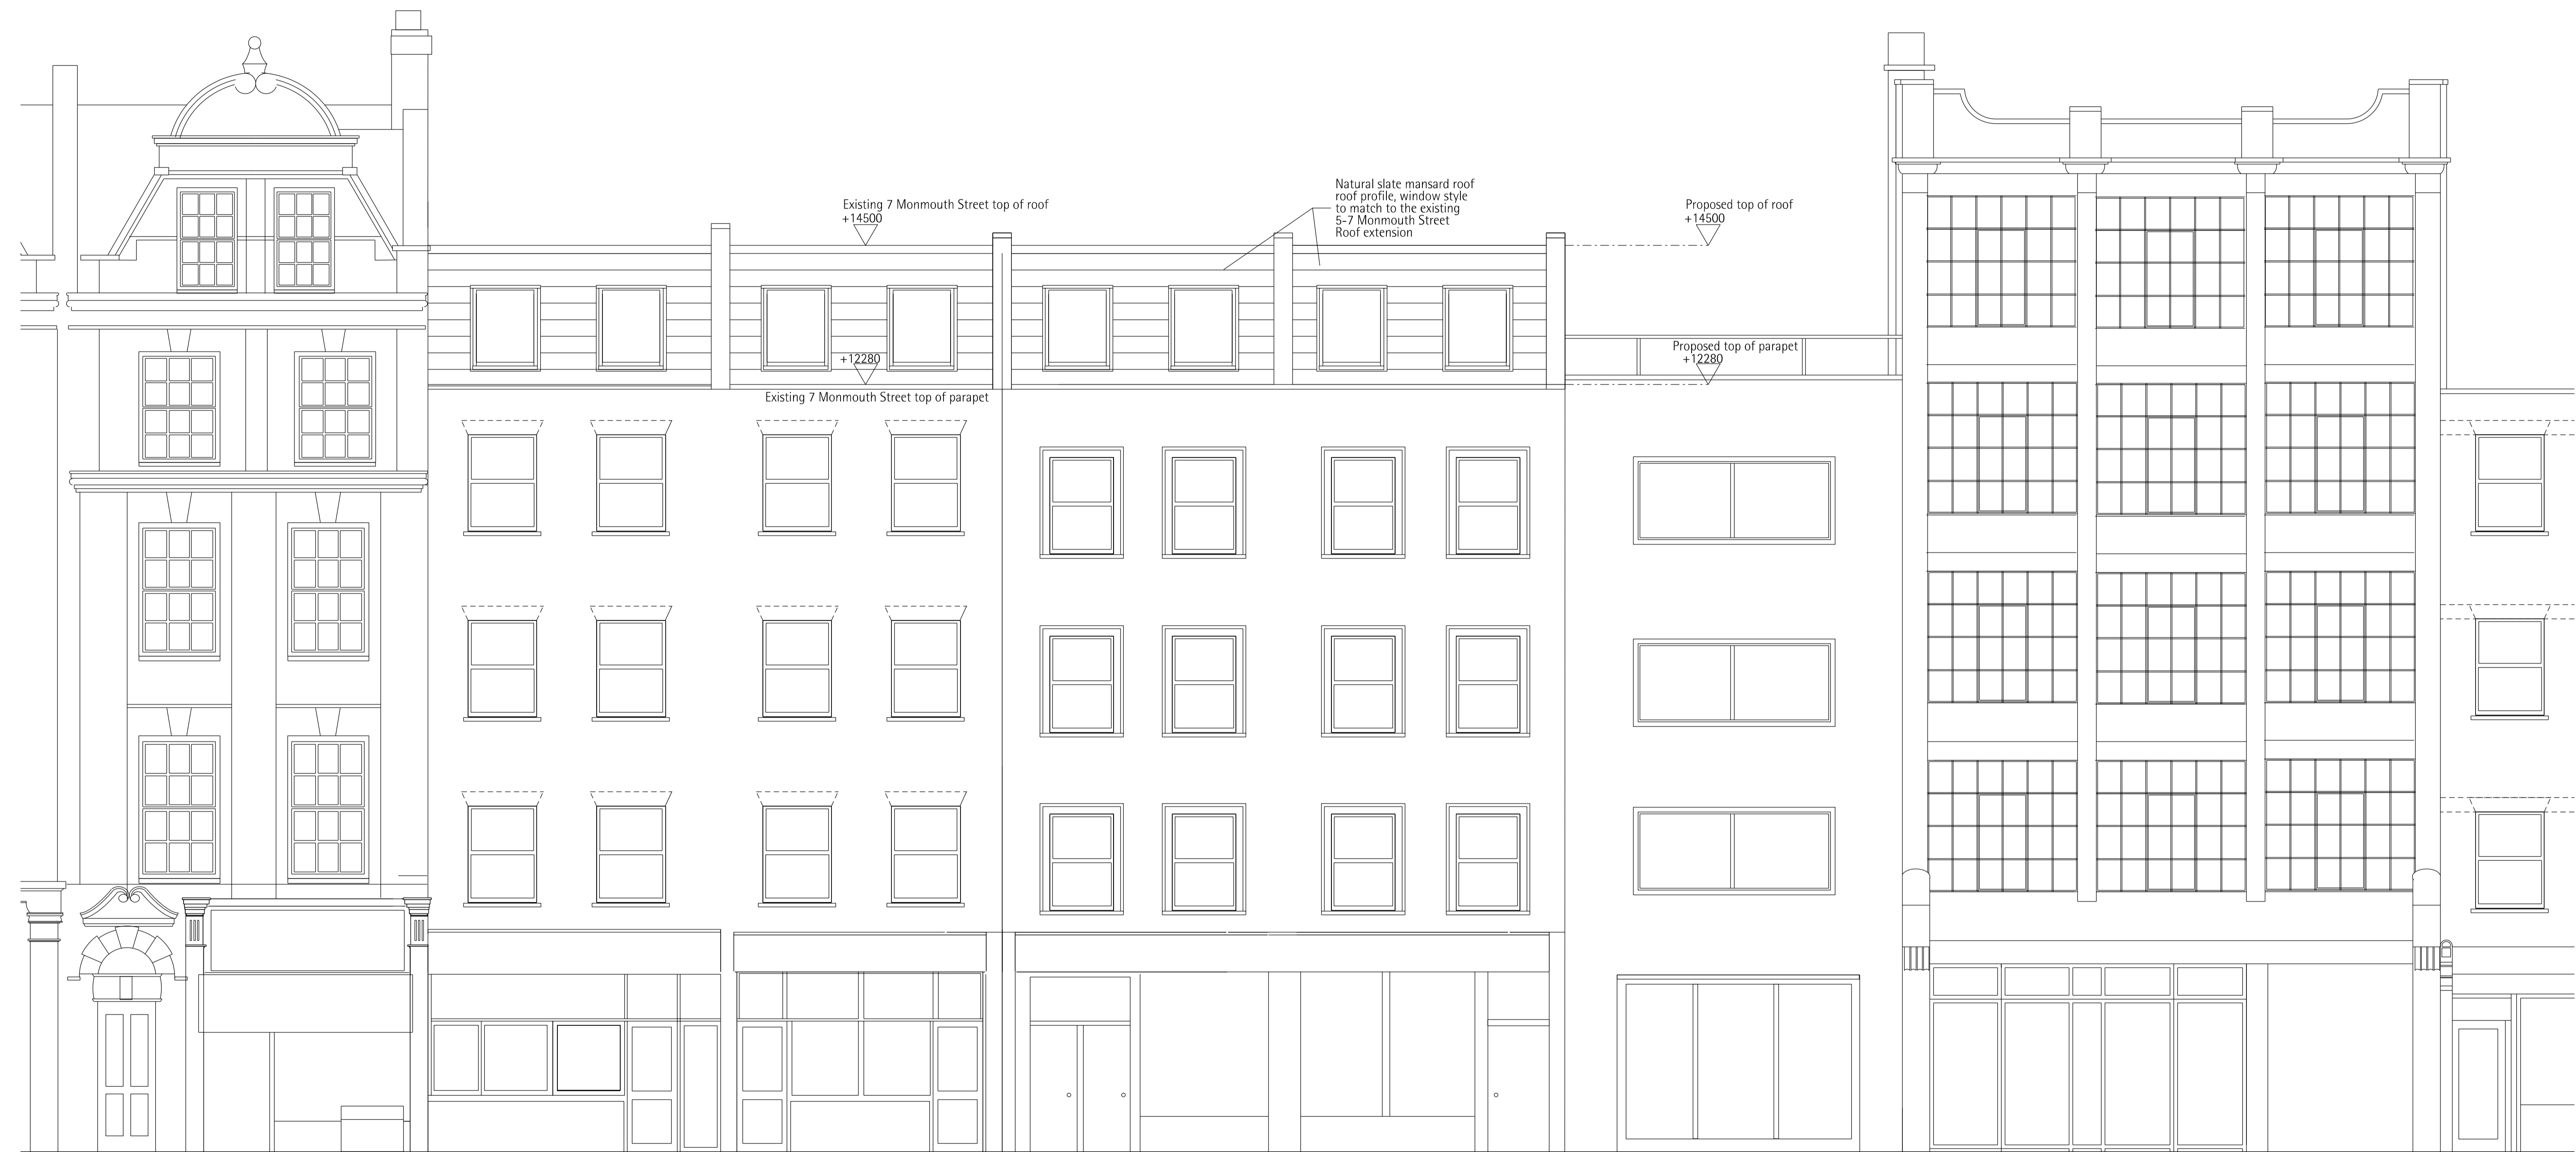 Existing 7 Monmouth Street top of roof
+14500
Natural slate mansard roof
roof profile, window style
to match to the existing
5-7 Monmouth Street
Roof extension
Proposed top of roof
+14500
+12280
Existing 7 Monmouth Street top of parapet
Proposed top of parapet
+12280